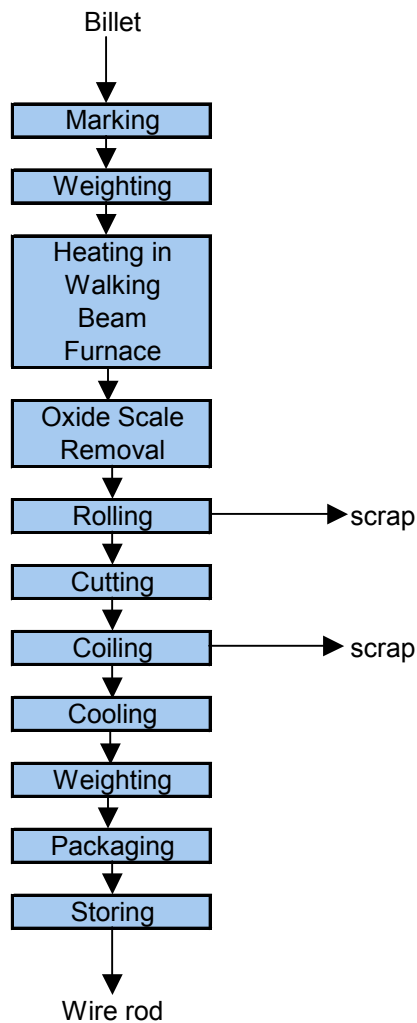 Billet
Marking
Weighting
Heating in
Walking
Beam
Furnace
Oxide Scale
Removal
Rolling
scrap
Cutting
Coiling
scrap
Cooling
Weighting
Packaging
Storing
Wire rod